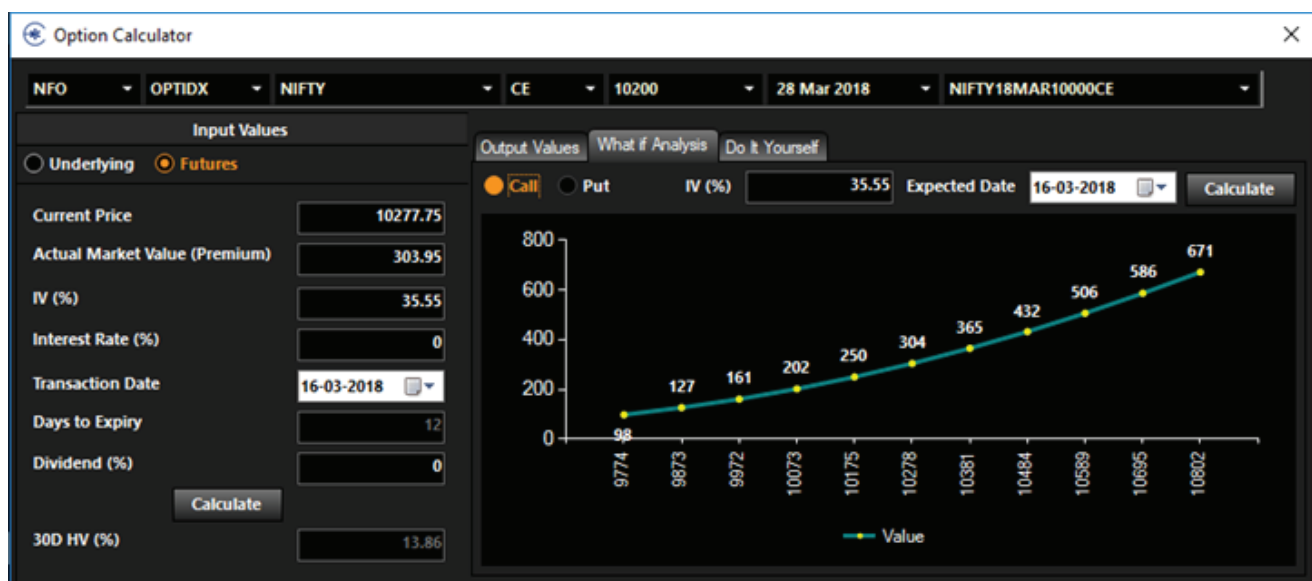 Option Calculator
NFO OPTIDX NIFTY CE 10200 28 Mar 2018 NIFTY18MAR10000CE
Input Values
Underlying Futures
Current Price 10277.75
Actual Market Value (Premium) 303.95
IV (%) 35.55
Interest Rate (%) 0
Transaction Date 16-03-2018
Days to Expiry 12
Dividend (%) 0
Calculate
30D HV (%) 13.86
Output Values What if Analysis Do It Yourself
Call Put IV (%) 35.55 Expected Date 16-03-2018 Calculate
800
600
400
200
0
98 127 161 202 250 304 365 432 506 586 671
9774 9873 9972 10073 10175 10278 10381 10484 10589 10695 10802
Value